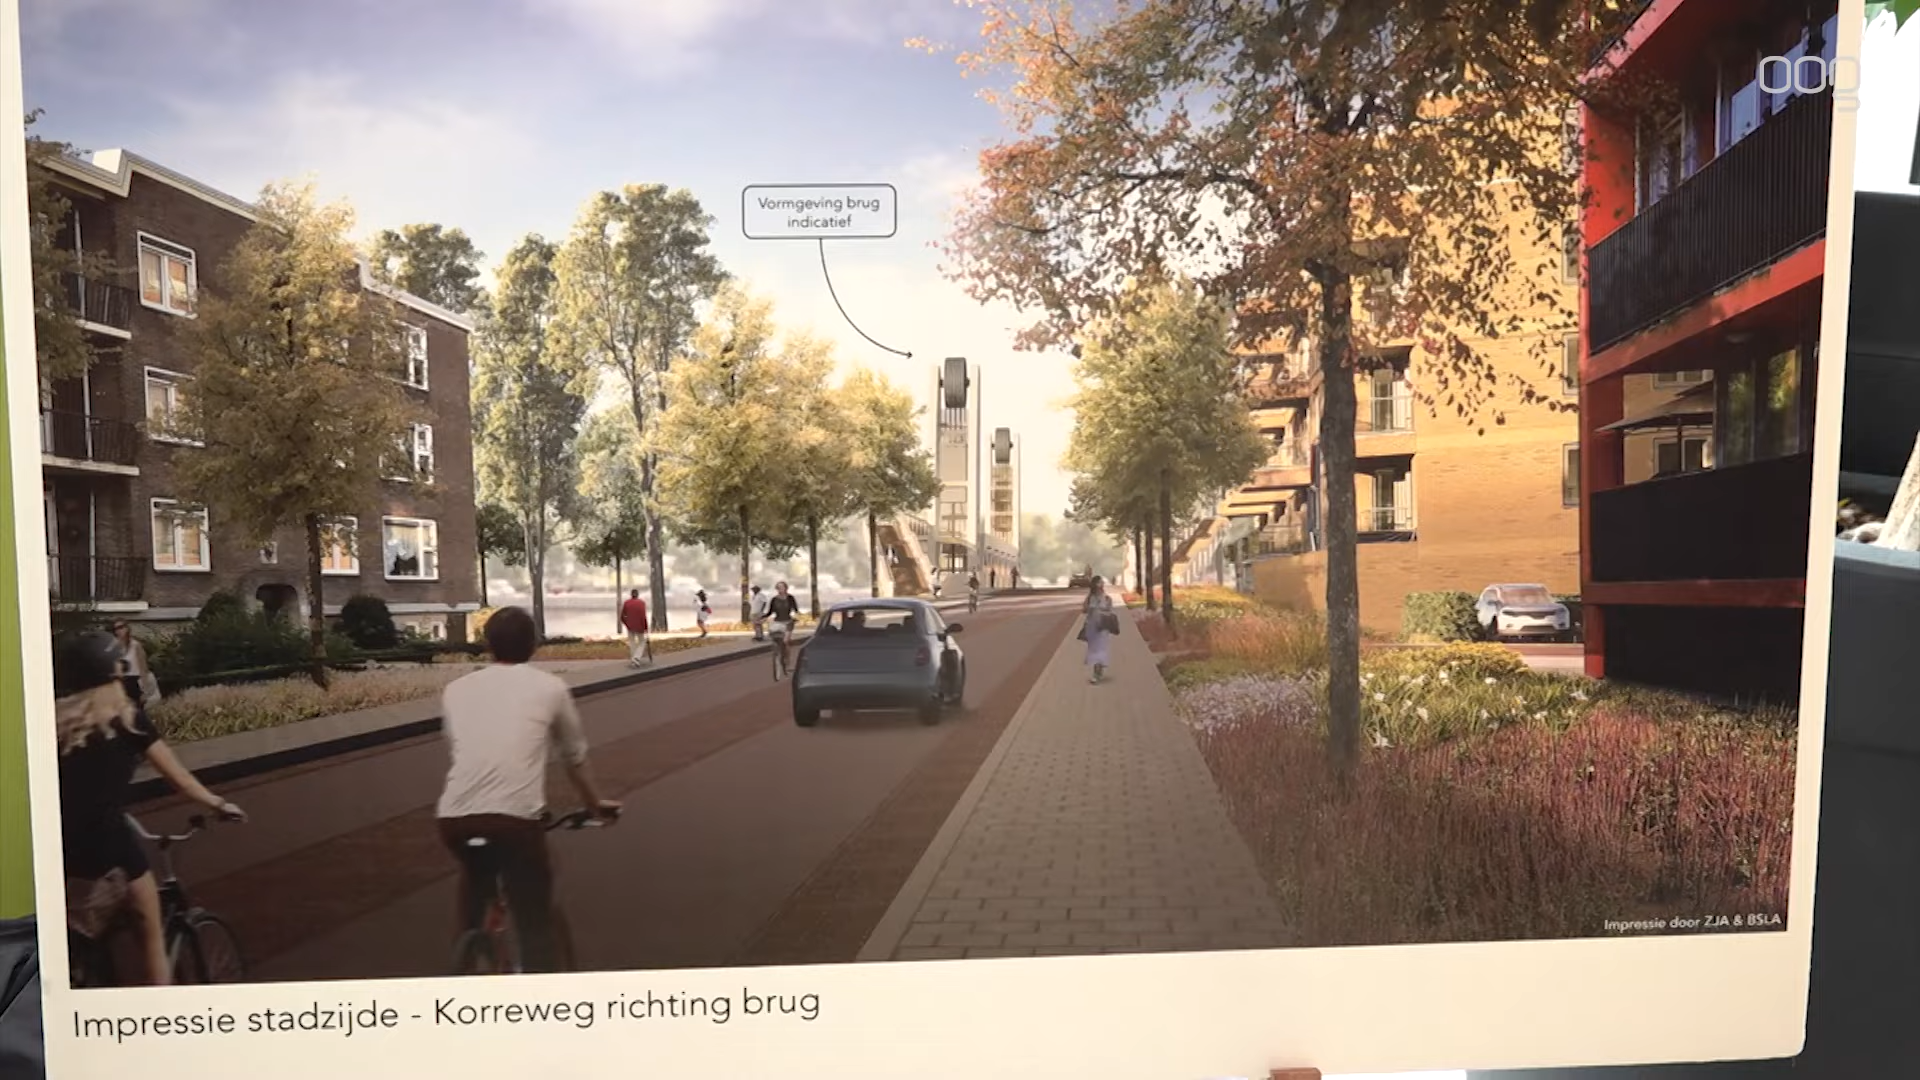 OOG
Vormgeving brug
indicatief
Impressie door ZJA & BSLA
Impressie stadzijde - Korreweg richting brug